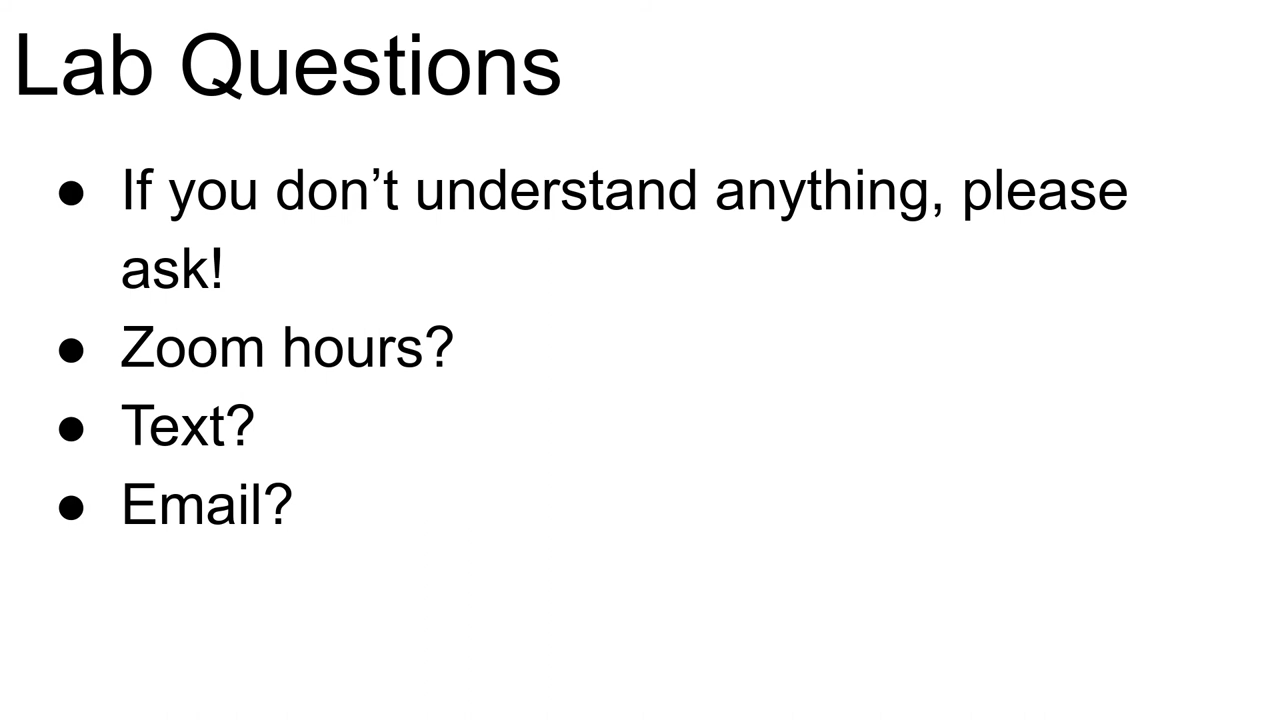 Lab Questions
● If you don’t understand anything, please
ask!
● Zoom hours?
● Text?
● Email?